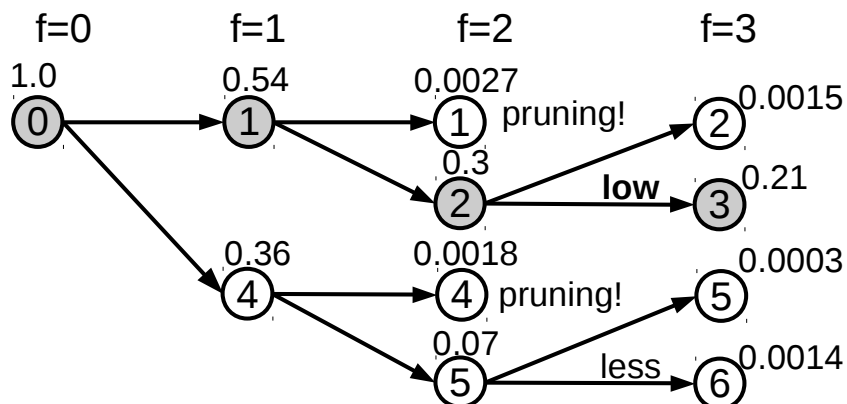 f=0 f=1 f=2 f=3
1.0 0.54 0.0027 0.0015
0 1 1 pruning! 2
0.3 0.21
2 low 3
0.36 0.0018 0.0003
4 4 pruning! 5
0.07 0.0014
5 less 6